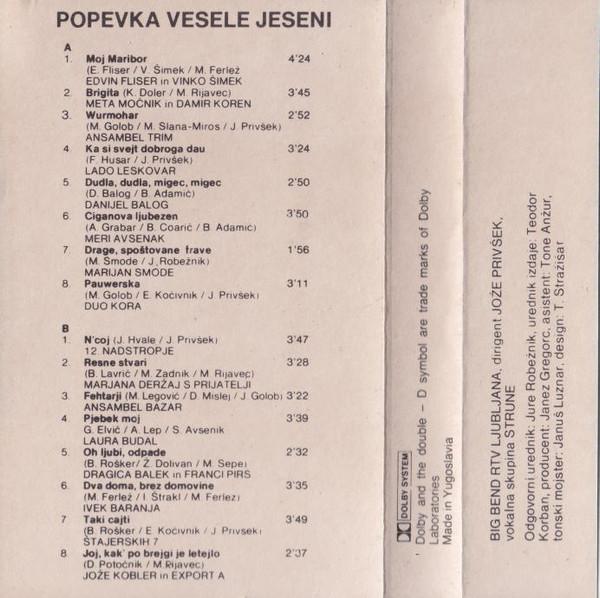 POPEVKA VESELE JESENI
A
1. Moj Maribor 4'24
(E. Fliser / V. Šimek / M. Ferlež)
EDVIN FLISER in VINKO ŠIMEK
2. Brigita (K. Doler / M. Rijavec) 3'45
META MOČNIK in DAMIR KOREN
3. Wurmohar 2'52
(M. Golob / M. Slana-Miros / J. Privšek)
ANSAMBEL TRIM
4. Ka si svejt dobroga dau 3'24
(F. Husar / J. Privšek)
LADO LESKOVAR
5. Dudla, dudla, migec, migec 2'50
(D. Balog / B. Adamič)
DANIJEL BALOG
6. Ciganova ljubezen 3'50
(A. Grabar / B. Čoarič / B. Adamič)
MERI AVSENAK
7. Drage, spoštovane trave 1'56
(M. Smode / J. Robežnik)
MARIJAN SMODE
8. Pauwerska 3'11
(M. Golob / E. Kočivnik / J. Privšek)
DUO KORA
B
1. N'coj (J. Hvale / J. Privšek) 3'47
12. NADSTROPJE
2. Resne stvari 3'28
(B. Lavrič / M. Zadnik / M. Rijavec)
MARJANA DERŽAJ S PRIJATELJI
3. Fehtarji (M. Legovič / D. Mislej / J. Golob) 3'22
ANSAMBEL BAZAR
4. Pjebek moj 3'39
G. Elvič / A. Lep / S. Avsenik
LAURA BUDAL
5. Oh ljubi, odpade 2'32
(B. Rošker/ Ž. Dolivan / M. Sepe)
DRAGICA BALEK in FRANCI PIRS
6. Dva doma, brez domovine 3'35
(M. Ferlež / I. Štrakl / M. Ferlez)
IVEK BARANJA
7 Taki cajti 3'49
(B. Rošker / E. Kočivnik / J. Privsek)
ŠTAJERSKIH 7
8 Joj, kak' po brejgi je letejlo 2'37
(D. Potočnik / M. Rijavec)
JOŽE KOBLER in EXPORT A
DOLBY SYSTEM
Dolby and the double – D symbol are trade marks of Dolby
Laboratories
Made in Yugoslavia
BIG BEND RTV LJUBLJANA, dirigent JOŽE PRIVŠEK,
vokalna skupina STRUNE
Odgovorni urednik: Jure Robežnik, urednik izdaje: Teodor
Korban, producent: Janez Gregorc, asistent: Tone Anžur,
tonski mojster: Januš Luznar, design: T. Stražisar